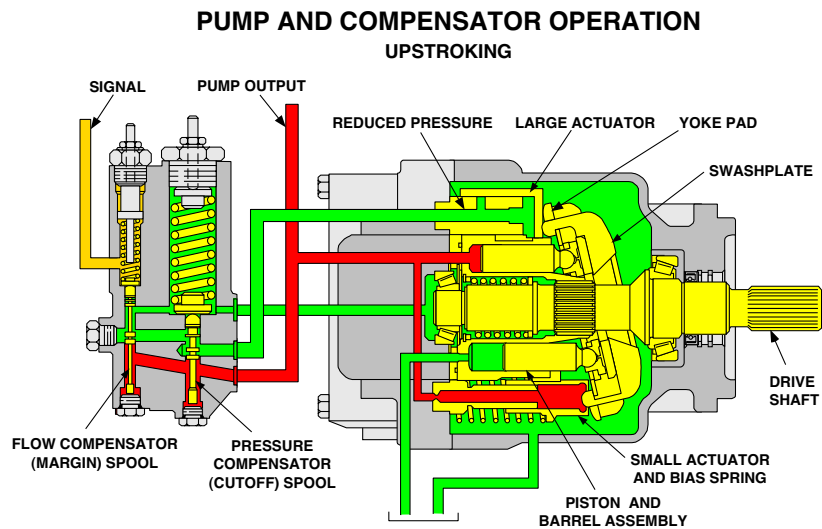 PUMP AND COMPENSATOR OPERATION
UPSTROKING
SIGNAL
PUMP OUTPUT
REDUCED PRESSURE
LARGE ACTUATOR
YOKE PAD
SWASHPLATE
DRIVE
SHAFT
FLOW COMPENSATOR
(MARGIN) SPOOL
PRESSURE
COMPENSATOR
(CUTOFF) SPOOL
SMALL ACTUATOR
AND BIAS SPRING
PISTON AND
BARREL ASSEMBLY